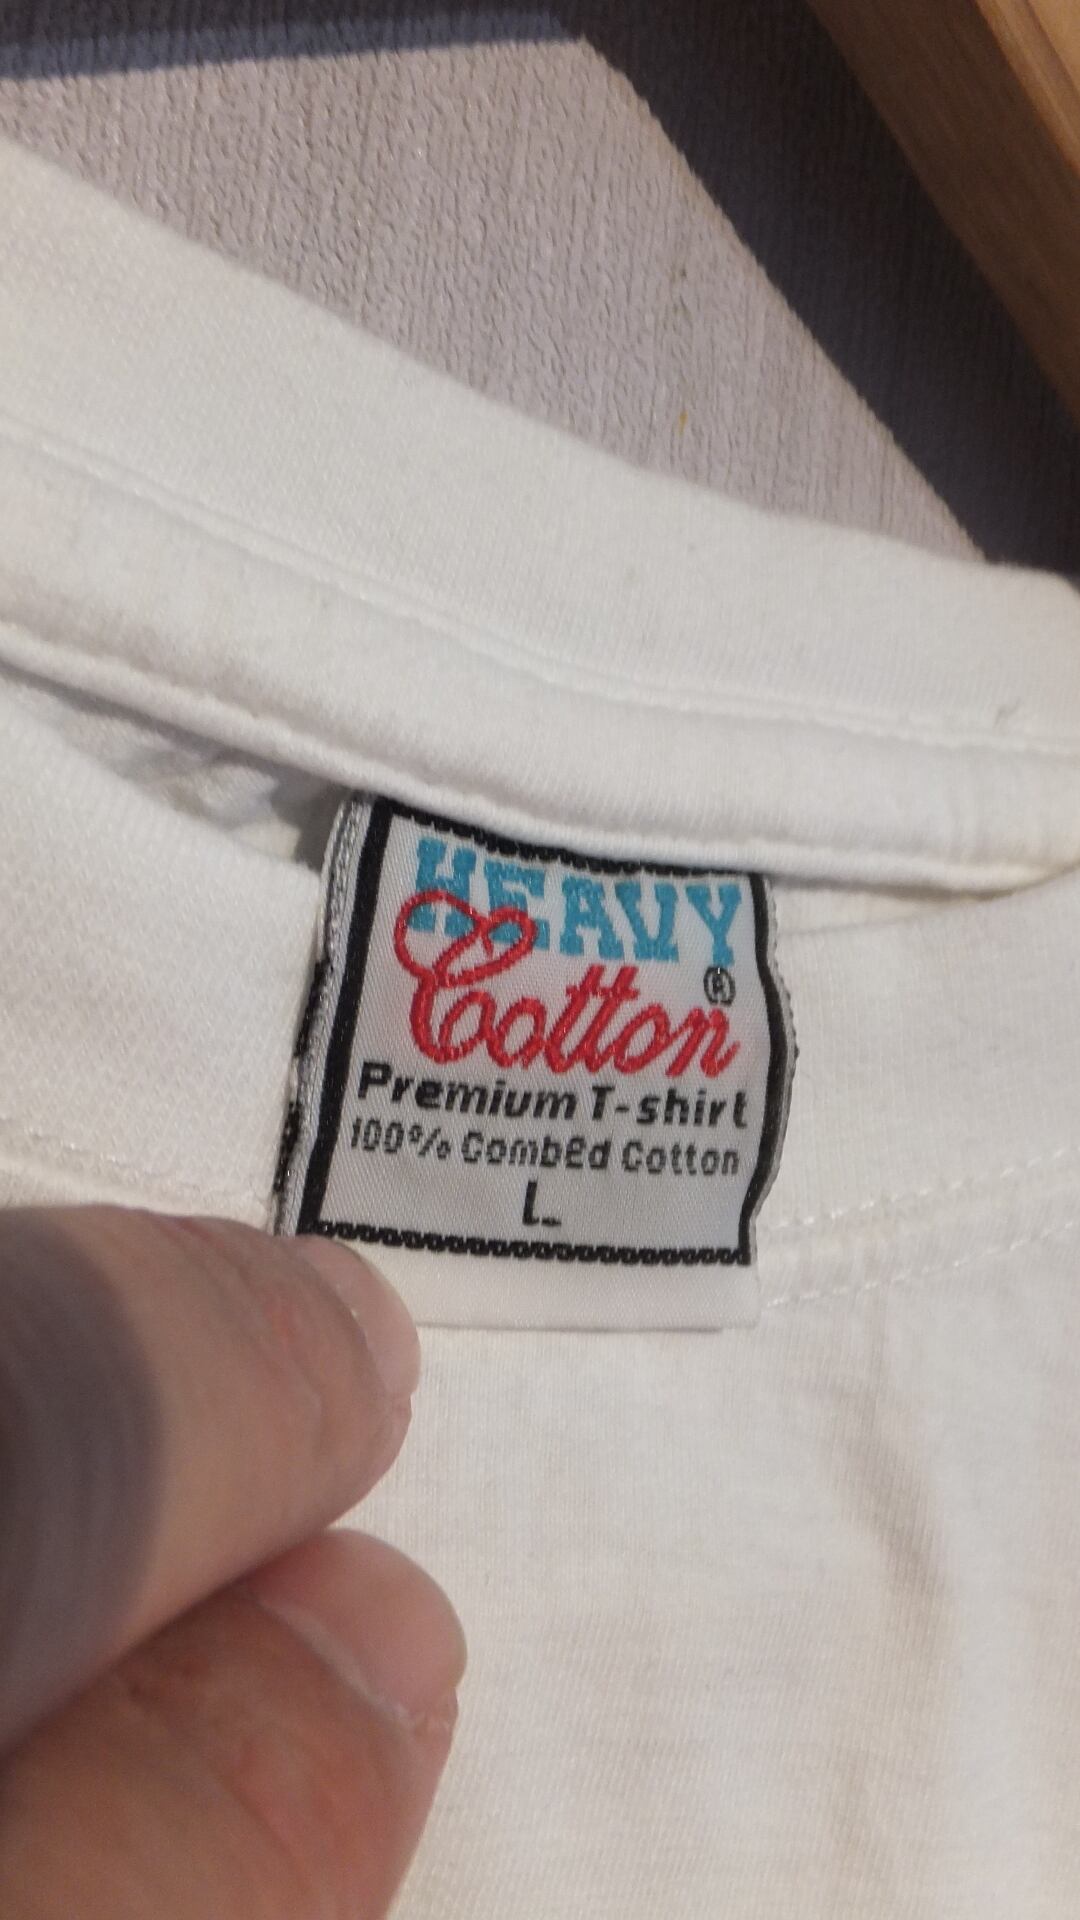 HEAVY
Cotton®
Premium T-shirt
100% Combed Cotton
L